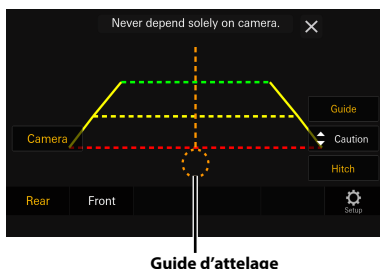 Never depend solely on camera.
Guide
Camera
Caution
Hitch
Rear
Front
Setup
Guide d'attelage